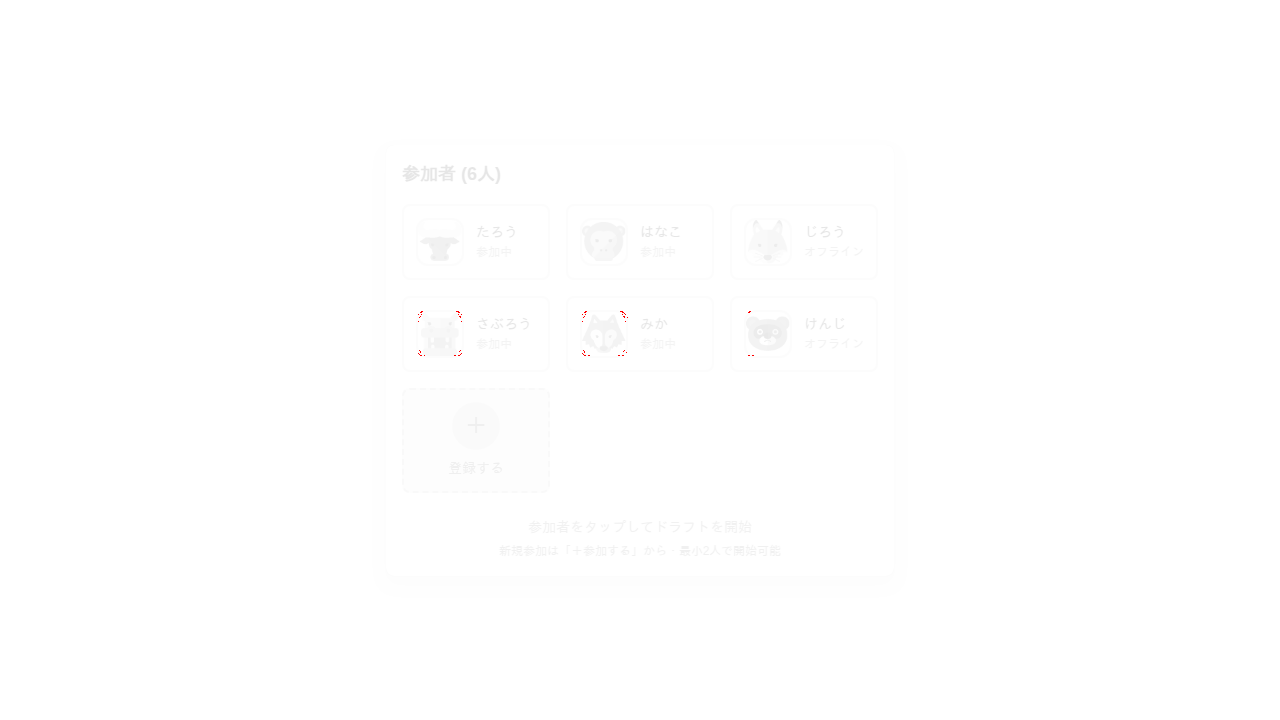 参加者 (6人)
たろう
参加中
はなこ
参加中
じろう
オフライン
さぶろう
参加中
みか
参加中
けんじ
オフライン
+
登録する
参加者をタップしてドラフトを開始
新規参加は「+参加する」から・最小2人で開始可能